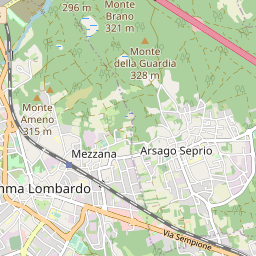 296 m
Monte
Brano
321 m
Monte
della Guardia
328 m
Monte
Ameno
315 m
Mezzana
Arsago Seprio
mma Lombardo
Via Sempione